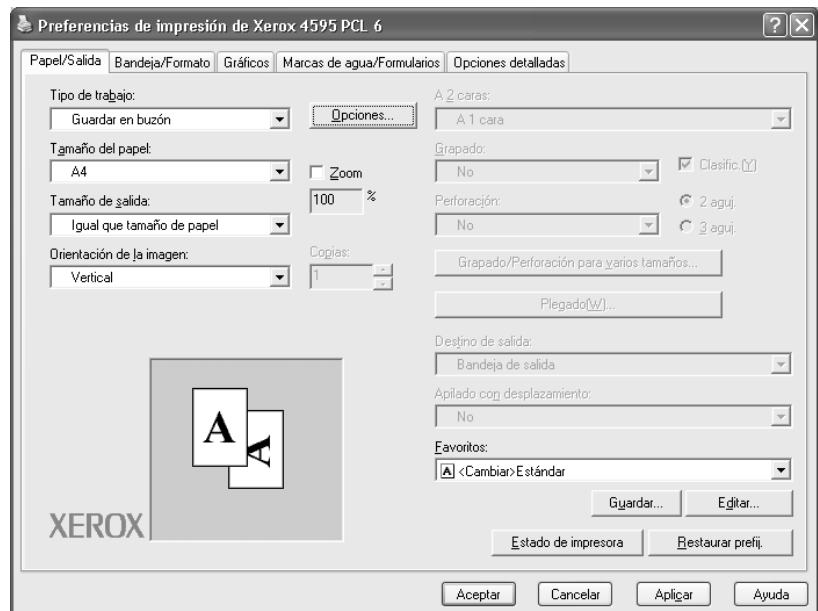 Preferencias de impresión de Xerox 4595 PCL 6
Papel/Salida Bandeja/Formato Gráficos Marcas de agua/Formularios Opciones detalladas
Tipo de trabajo:
Guardar en buzón
Opciones...
Tamaño del papel:
A4
Zoom
100 %
Tamaño de salida:
Igual que tamaño de papel
Orientación de la imagen:
Vertical
Copias:
1
A 2 caras:
A 1 cara
Grapado:
No
Clasific.(Y)
Perforación:
No
2 aguj.
3 aguj.
Grapado/Perforación para varios tamaños...
Plegado(W)...
Destino de salida:
Bandeja de salida
Apilado con desplazamiento:
No
Favoritos:
A <Cambiar>Estándar
Guardar... Editar...
Estado de impresora Restaurar prefij.
A
A
XEROX
Aceptar Cancelar Aplicar Ayuda